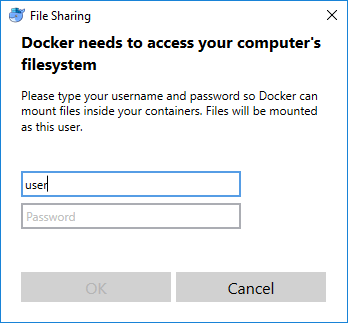 File Sharing
Docker needs to access your computer's
filesystem
Please type your username and password so Docker can
mount files inside your containers. Files will be mounted
as this user.
user
Password
OK
Cancel